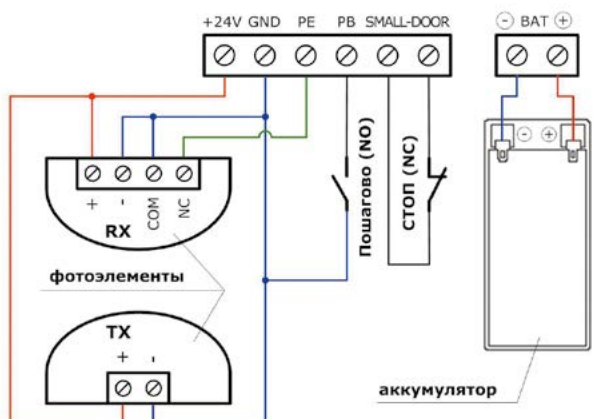 +24V GND PE PB SMALL-DOOR
- BAT +
- +
Пошагово (NO)
СТОП (NC)
+ - COM NC
RX
фотоэлементы
TX
+ -
аккумулятор